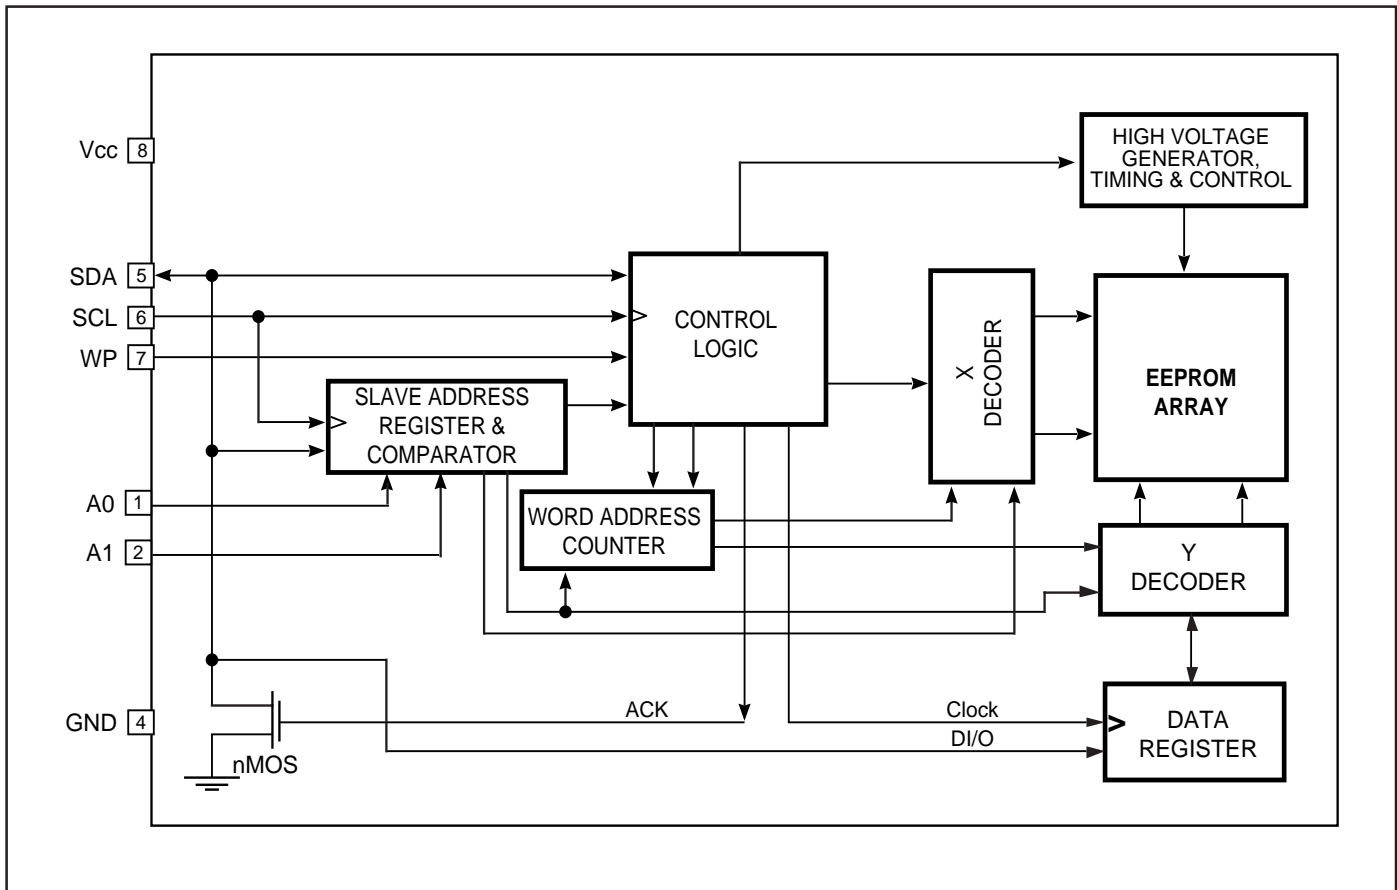 HIGH VOLTAGE
GENERATOR,
TIMING & CONTROL
Vcc 8
SDA 5
SCL 6
WP 7
CONTROL
LOGIC
X
DECODER
EEPROM
ARRAY
SLAVE ADDRESS
REGISTER &
COMPARATOR
A0 1
A1 2
WORD ADDRESS
COUNTER
Y
DECODER
GND 4
nMOS
ACK
Clock
DI/O
DATA
REGISTER